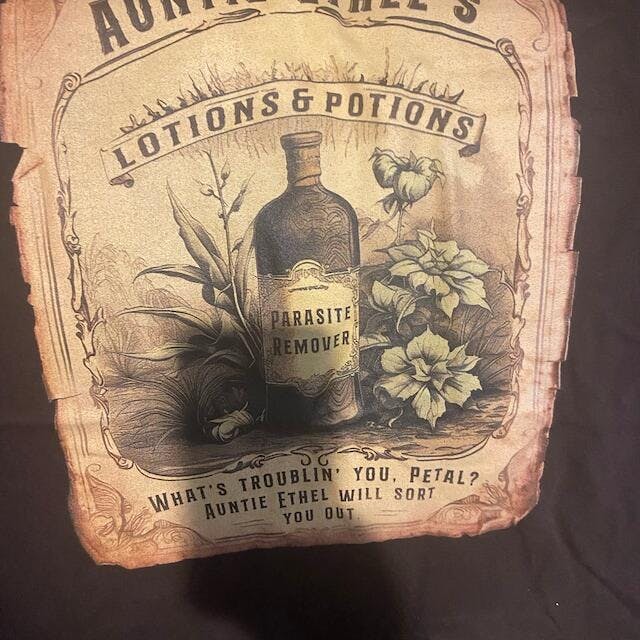 AUNTIE ETHEL'S
LOTIONS & POTIONS
PARASITE
REMOVER
WHAT'S TROUBLIN' YOU, PETAL?
AUNTIE ETHEL WILL SORT
YOU OUT